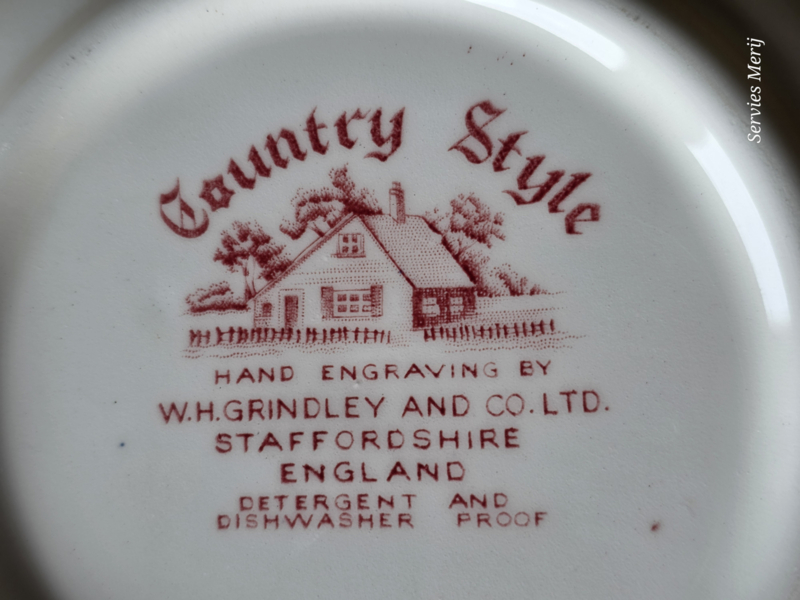 Country Style
HAND ENGRAVING BY
W.H.GRINDLEY AND CO. LTD.
STAFFORDSHIRE
ENGLAND
DETERGENT AND
DISHWASHER PROOF
Servies Merij